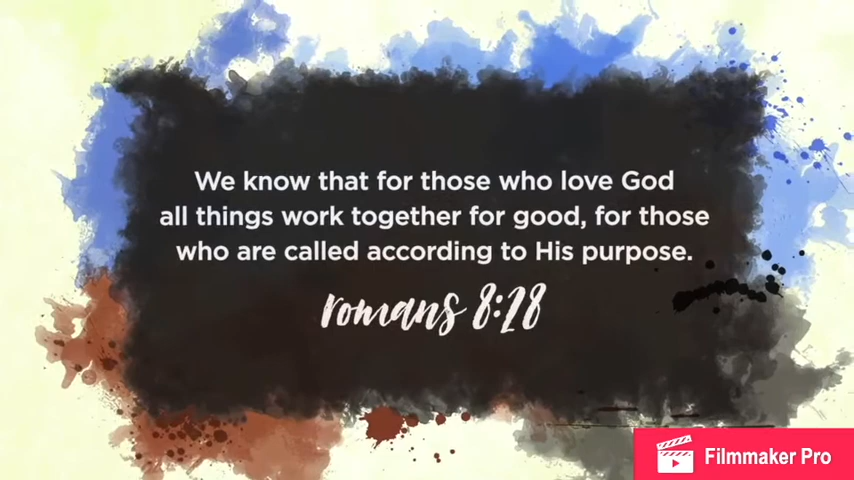 We know that for those who love God
all things work together for good, for those
who are called according to His purpose.
romans 8:28
Filmmaker Pro